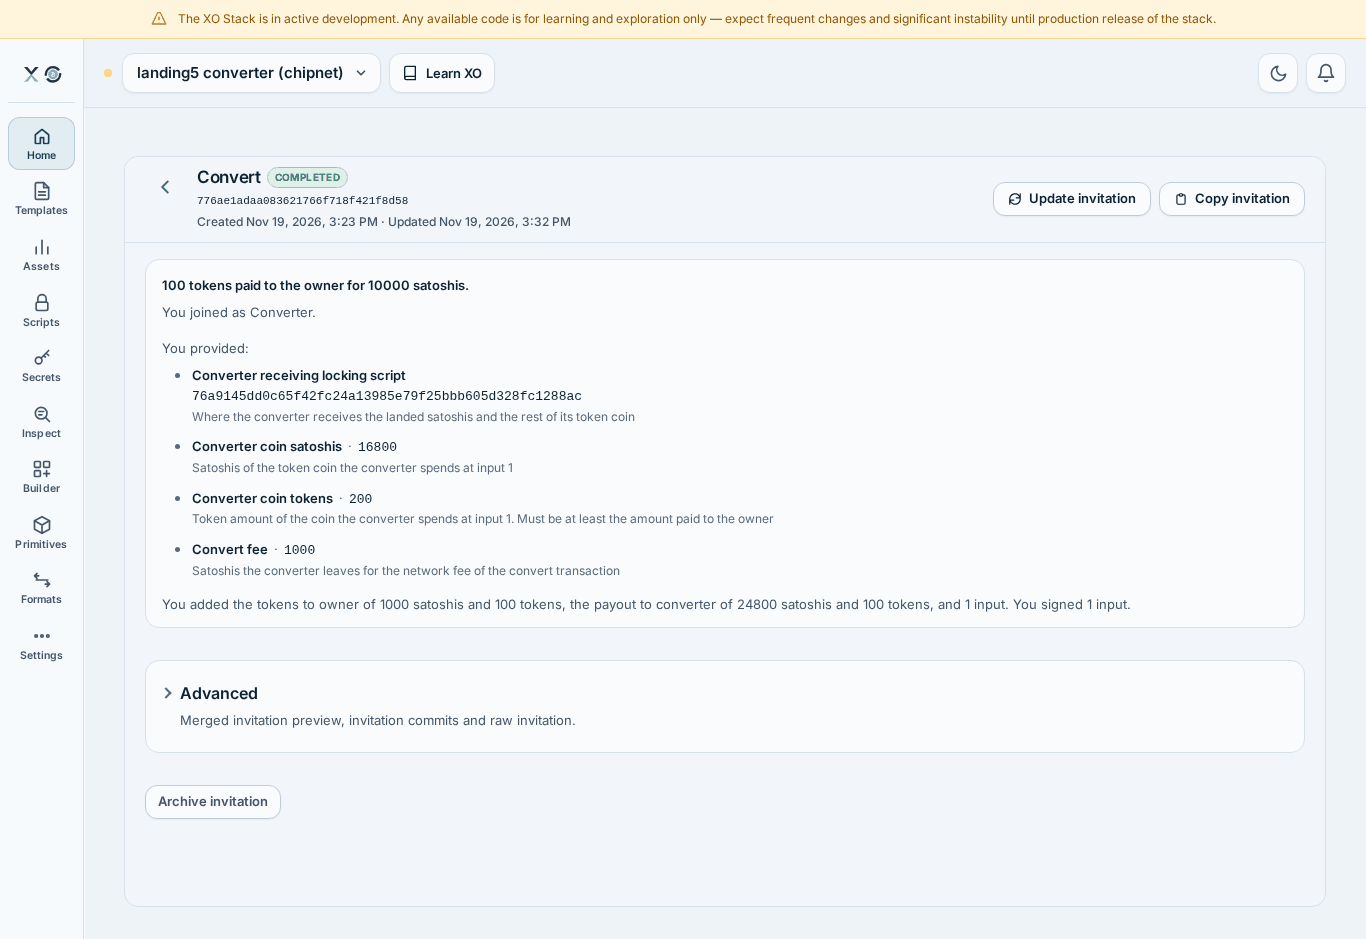 The XO Stack is in active development. Any available code is for learning and exploration only — expect frequent changes and significant instability until production release of the stack.
landing5 converter (chipnet)
Learn XO
Home
Templates
Assets
Scripts
Secrets
Inspect
Builder
Primitives
Formats
Settings
Convert COMPLETED
776ae1adaa083621766f718f421f8d58
Created Nov 19, 2026, 3:23 PM · Updated Nov 19, 2026, 3:32 PM
Update invitation
Copy invitation
100 tokens paid to the owner for 10000 satoshis.
You joined as Converter.
You provided:
• Converter receiving locking script
76a9145dd0c65f42fc24a13985e79f25bbb605d328fc1288ac
Where the converter receives the landed satoshis and the rest of its token coin
• Converter coin satoshis · 16800
Satoshis of the token coin the converter spends at input 1
• Converter coin tokens · 200
Token amount of the coin the converter spends at input 1. Must be at least the amount paid to the owner
• Convert fee · 1000
Satoshis the converter leaves for the network fee of the convert transaction
You added the tokens to owner of 1000 satoshis and 100 tokens, the payout to converter of 24800 satoshis and 100 tokens, and 1 input. You signed 1 input.
Advanced
Merged invitation preview, invitation commits and raw invitation.
Archive invitation